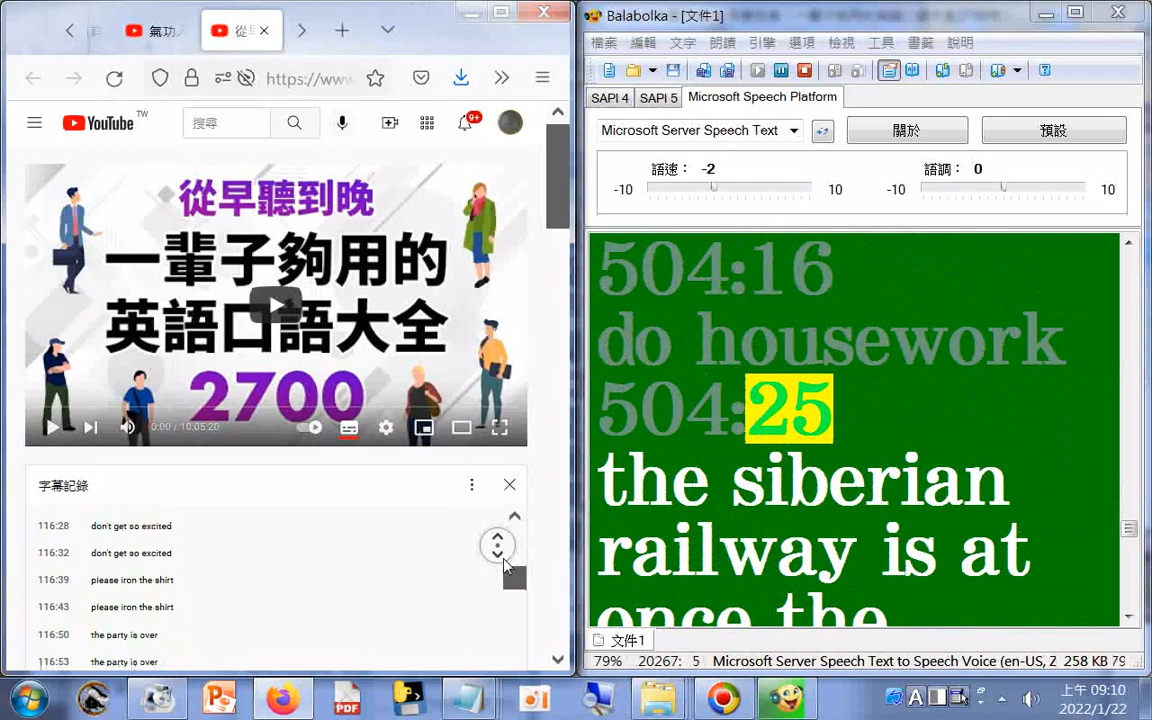 氣功
從
https://www
YouTube TW
搜尋
9+
從早聽到晚
一輩子夠用的
英語口語大全
2700
0:00 / 10:05:20
字幕記錄
116:28 don't get so excited
116:32 don't get so excited
116:39 please iron the shirt
116:43 please iron the shirt
116:50 the party is over
116:53 the party is over
Balabolka - [文件1]
檔案 編輯 文字 朗讀 引擎 選項 檢視 工具 書籤 說明
SAPI 4 SAPI 5 Microsoft Speech Platform
Microsoft Server Speech Text 關於 預設
語速： -2 語調： 0
-10 10 -10 10
504:16
do housework
504:25
the siberian
railway is at
once the
文件1
79% 20267: 5 Microsoft Server Speech Text to Speech Voice (en-US, Z 258 KB 79
PDF
A
上午 09:10
2022/1/22